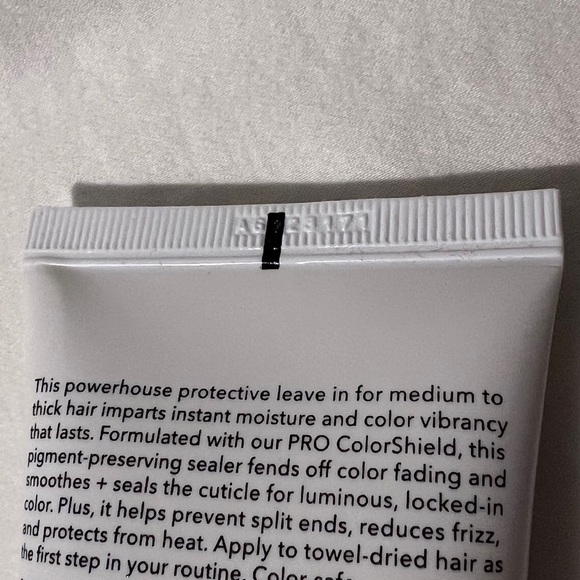 This powerhouse protective leave in for medium to
thick hair imparts instant moisture and color vibrancy
that lasts. Formulated with our PRO ColorShield, this
pigment-preserving sealer fends off color fading and
smoothes + seals the cuticle for luminous, locked-in
color. Plus, it helps prevent split ends, reduces frizz,
and protects from heat. Apply to towel-dried hair as
the first step in your routine. Color